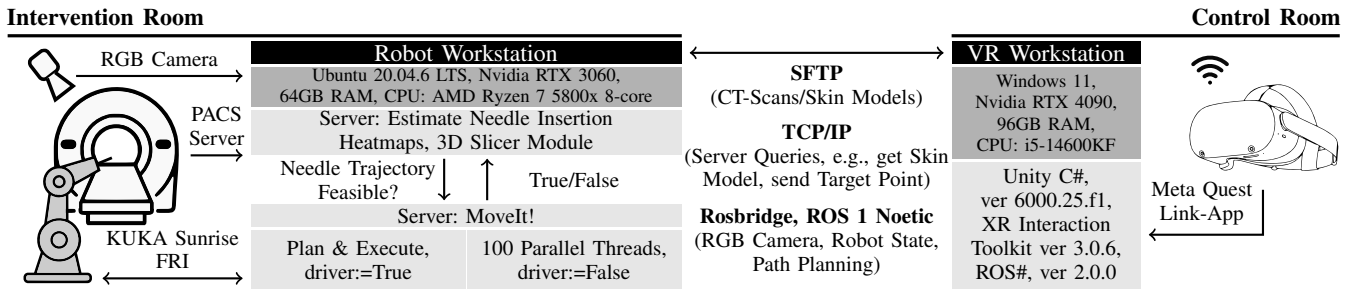 Intervention Room
Control Room
RGB Camera
PACS
Server
KUKA Sunrise
FRI
Robot Workstation
Ubuntu 20.04.6 LTS, Nvidia RTX 3060,
64GB RAM, CPU: AMD Ryzen 7 5800x 8-core
Server: Estimate Needle Insertion
Heatmaps, 3D Slicer Module
Needle Trajectory
Feasible?
True/False
Server: MoveIt!
Plan & Execute,
driver:=True
100 Parallel Threads,
driver:=False
SFTP
(CT-Scans/Skin Models)
TCP/IP
(Server Queries, e.g., get Skin
Model, send Target Point)
Rosbridge, ROS 1 Noetic
(RGB Camera, Robot State,
Path Planning)
VR Workstation
Windows 11,
Nvidia RTX 4090,
96GB RAM,
CPU: i5-14600KF
Unity C#,
ver 6000.25.f1,
XR Interaction
Toolkit ver 3.0.6,
ROS#, ver 2.0.0
Meta Quest
Link-App